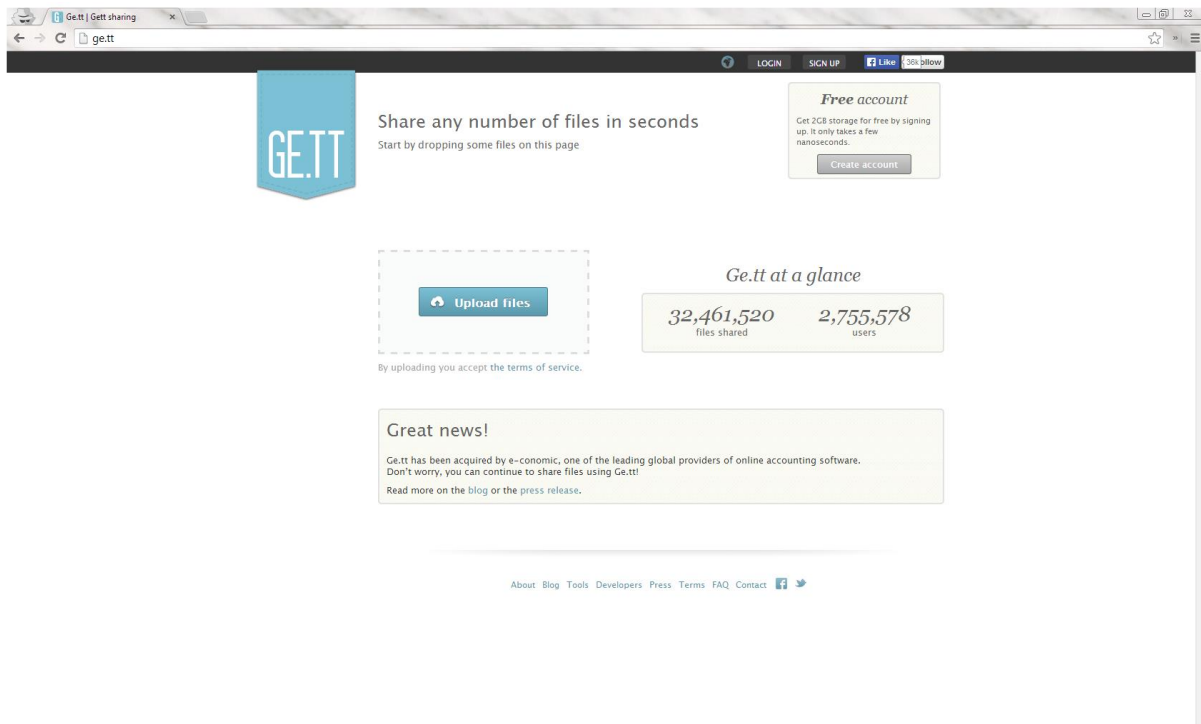 Ge.tt | Gett sharing
ge.tt
LOGIN SIGN UP Like 36k ollow
GE.TT
Share any number of files in seconds
Start by dropping some files on this page
Free account
Get 2GB storage for free by signing
up. It only takes a few
nanoseconds.
Create account
Upload files
By uploading you accept the terms of service.
Ge.tt at a glance
32,461,520 2,755,578
files shared users
Great news!
Ge.tt has been acquired by e-conomic, one of the leading global providers of online accounting software.
Don't worry, you can continue to share files using Ge.tt!
Read more on the blog or the press release.
About Blog Tools Developers Press Terms FAQ Contact